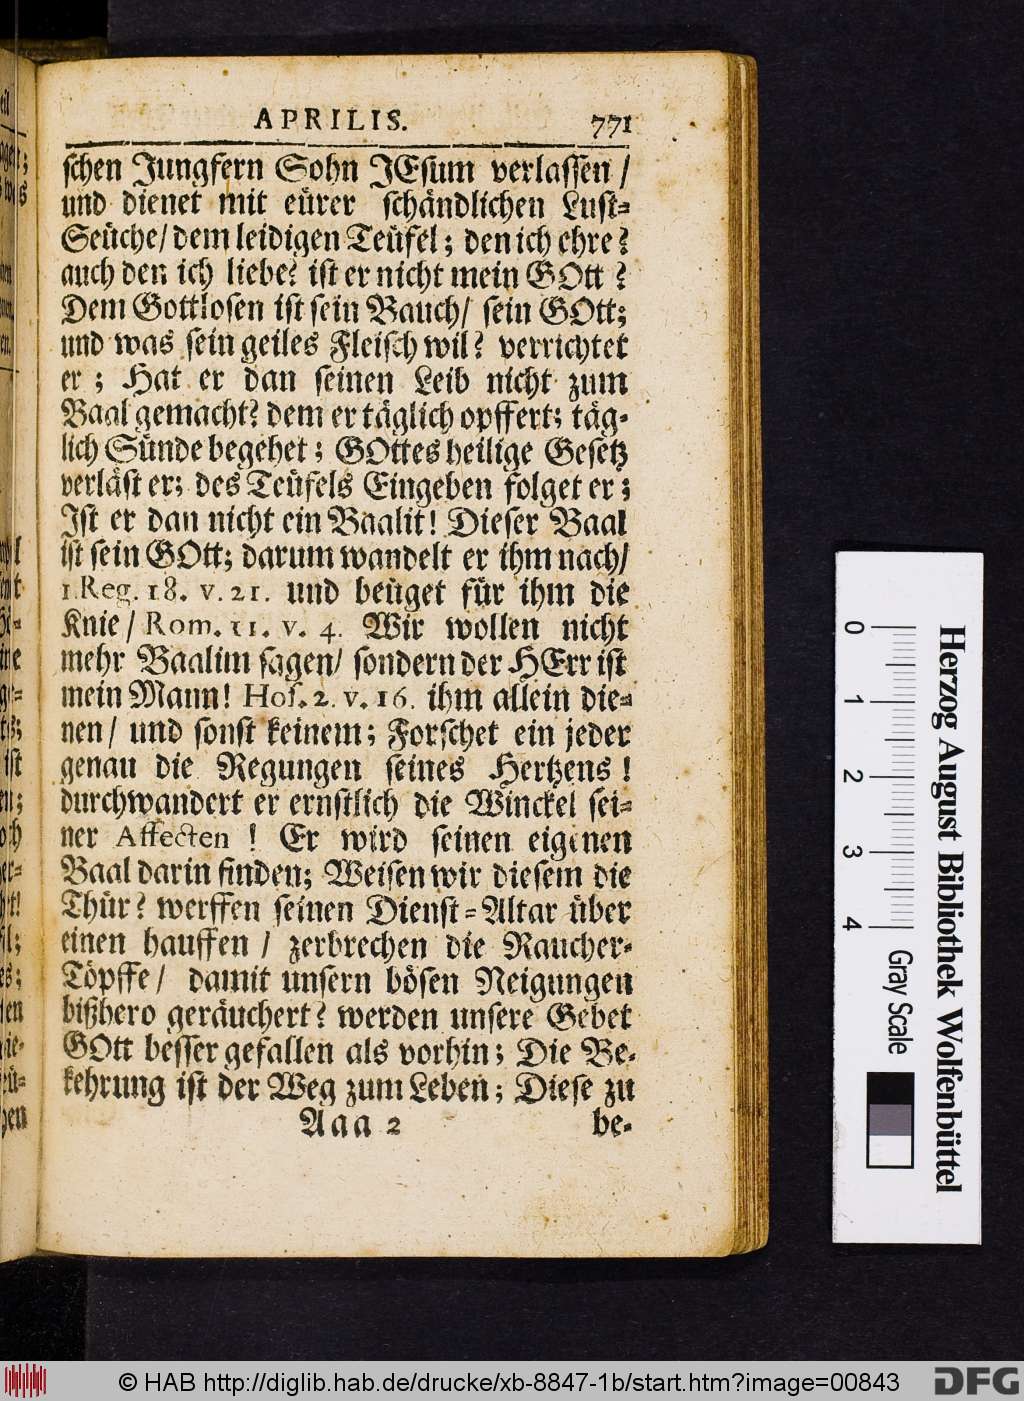 APRILIS. 771
schen Jungfern Sohn JEsum verlassen /
und dienet mit eürer schändlichen Lust=
Seüche/ dem leidigen Teüfel; den ich ehre?
auch den ich liebe? ist er nicht mein GOtt?
Dem Gottlosen ist sein Bauch/ sein GOtt;
und was sein geiles Fleisch wil? verrichtet
er; Hat er dan seinen Leib nicht zum
Baal gemacht? dem er täglich opffert; täg=
lich Sünde begehet; GOttes heilige Gesetz
verläst er; des Teüfels Eingeben folget er;
Ist er dan nicht ein Baalit! Dieser Baal
ist sein GOtt; darum wandelt er ihm nach/
1. Reg. 18. v. 21. und beüget für ihm die
Knie/ Rom. 11. v. 4. Wir wollen nicht
mehr Baalim sagen/ sondern der HErr ist
mein Mann! Hos. 2. v. 16. ihm allein die=
nen/ und sonst keinem; Forschet ein jeder
genau die Regungen seines Hertzens!
durchwandert er ernstlich die Winckel sei=
ner Affecten! Er wird seinen eigenen
Baal darin finden; Weisen wir diesem die
Thür? werffen seinen Dienst=Altar über
einen hauffen / zerbrechen die Raucher=
Töpffe/ damit unsern bösen Neigungen
bißhero geräuchert? werden unsere Gebet
GOtt besser gefallen als vorhin; Die Be=
kehrung ist der Weg zum Leben; Diese zu
Aaa 2 be=
0 1 2 3 4
Gray Scale
Herzog August Bibliothek Wolfenbüttel
© HAB http://diglib.hab.de/drucke/xb-8847-1b/start.htm?image=00843
DFG